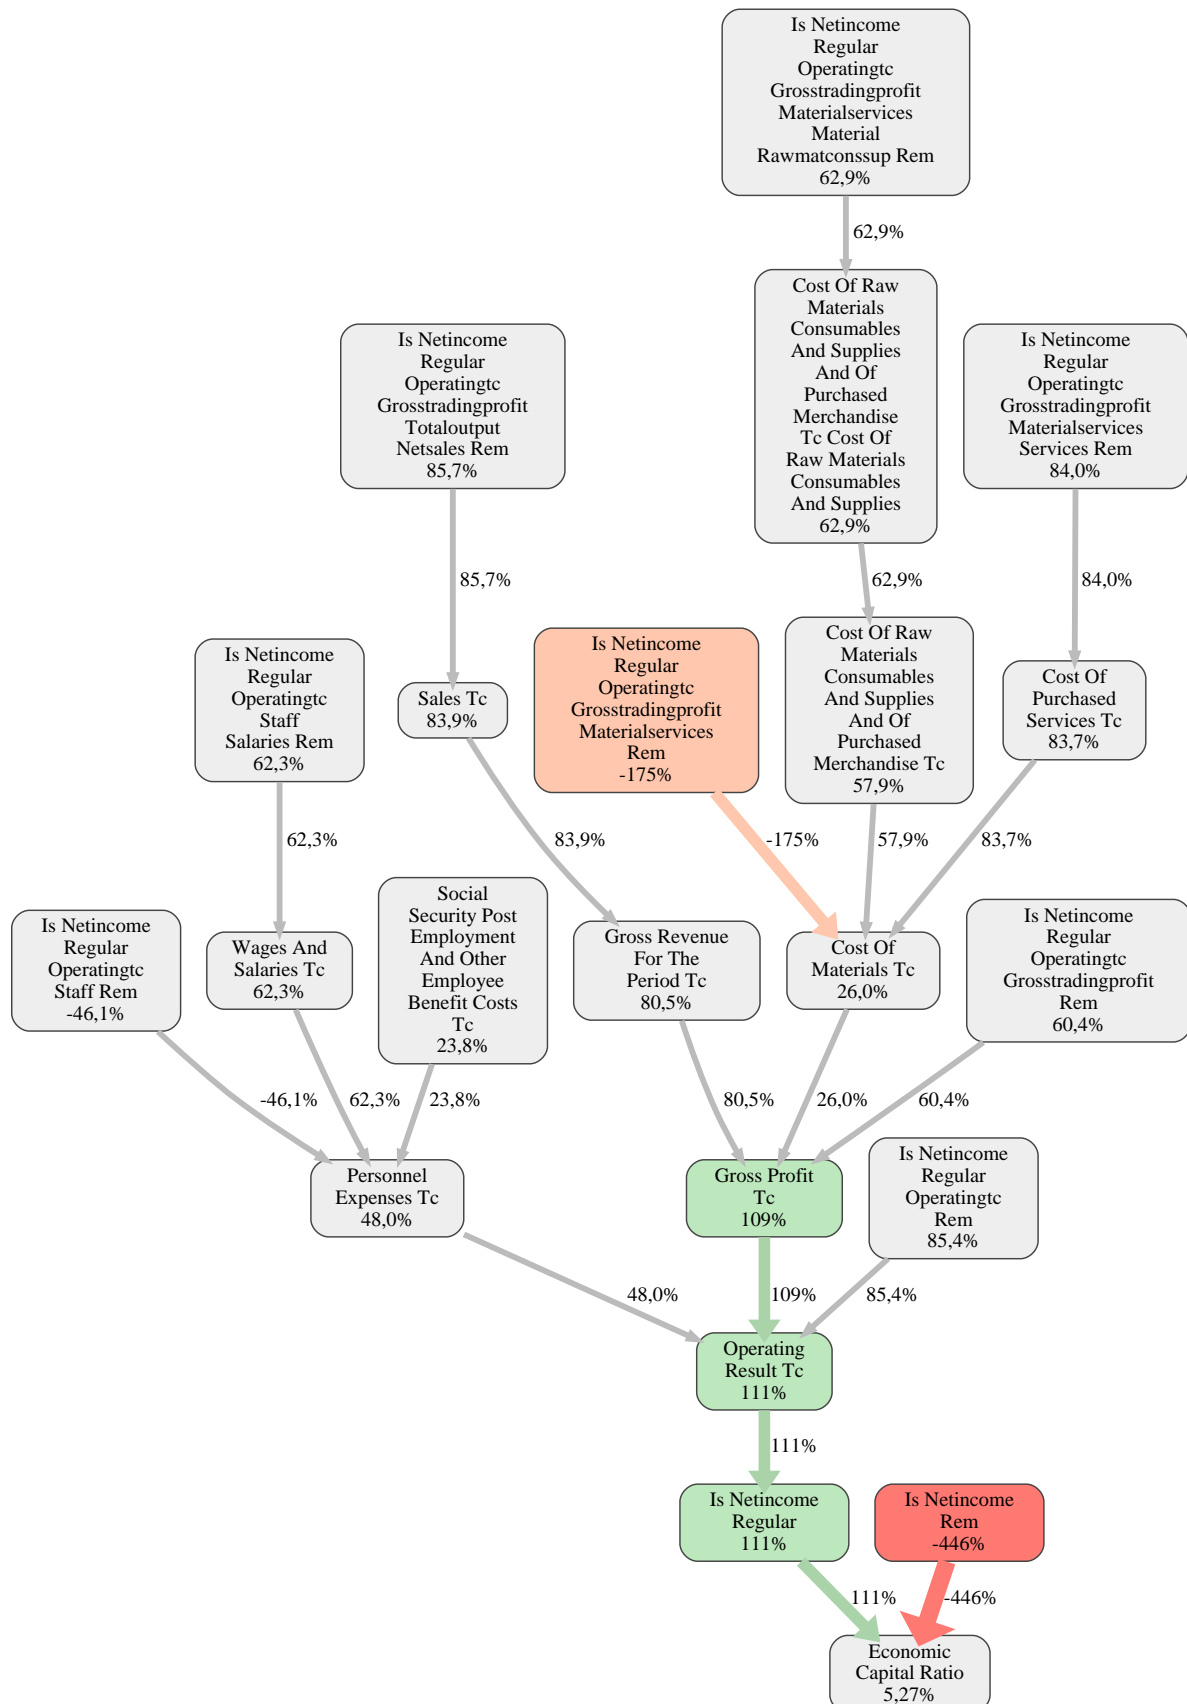 Is Netincome
Regular
Operatingtc
Grosstradingprofit
Materialservices
Material
Rawmatconssup Rem
62,9%
62,9%
Cost Of Raw
Materials
Consumables
And Supplies
And Of
Purchased
Merchandise
Tc Cost Of
Raw Materials
Consumables
And Supplies
62,9%
Is Netincome
Regular
Operatingtc
Grosstradingprofit
Totaloutput
Netsales Rem
85,7%
Is Netincome
Regular
Operatingtc
Grosstradingprofit
Materialservices
Services Rem
84,0%
85,7%
62,9%
84,0%
Is Netincome
Regular
Operatingtc
Staff
Salaries Rem
62,3%
Sales Tc
83,9%
Is Netincome
Regular
Operatingtc
Grosstradingprofit
Materialservices
Rem
-175%
Cost Of Raw
Materials
Consumables
And Supplies
And Of
Purchased
Merchandise Tc
57,9%
Cost Of
Purchased
Services Tc
83,7%
62,3%
83,9%
-175%
57,9%
83,7%
Is Netincome
Regular
Operatingtc
Staff Rem
-46,1%
Wages And
Salaries Tc
62,3%
Social
Security Post
Employment
And Other
Employee
Benefit Costs
Tc
23,8%
Gross Revenue
For The
Period Tc
80,5%
Cost Of
Materials Tc
26,0%
Is Netincome
Regular
Operatingtc
Grosstradingprofit
Rem
60,4%
-46,1%
62,3%
23,8%
80,5%
26,0%
60,4%
Personnel
Expenses Tc
48,0%
Gross Profit
Tc
109%
Is Netincome
Regular
Operatingtc
Rem
85,4%
48,0%
109%
85,4%
Operating
Result Tc
111%
111%
Is Netincome
Regular
111%
Is Netincome
Rem
-446%
111%
-446%
Economic
Capital Ratio
5,27%